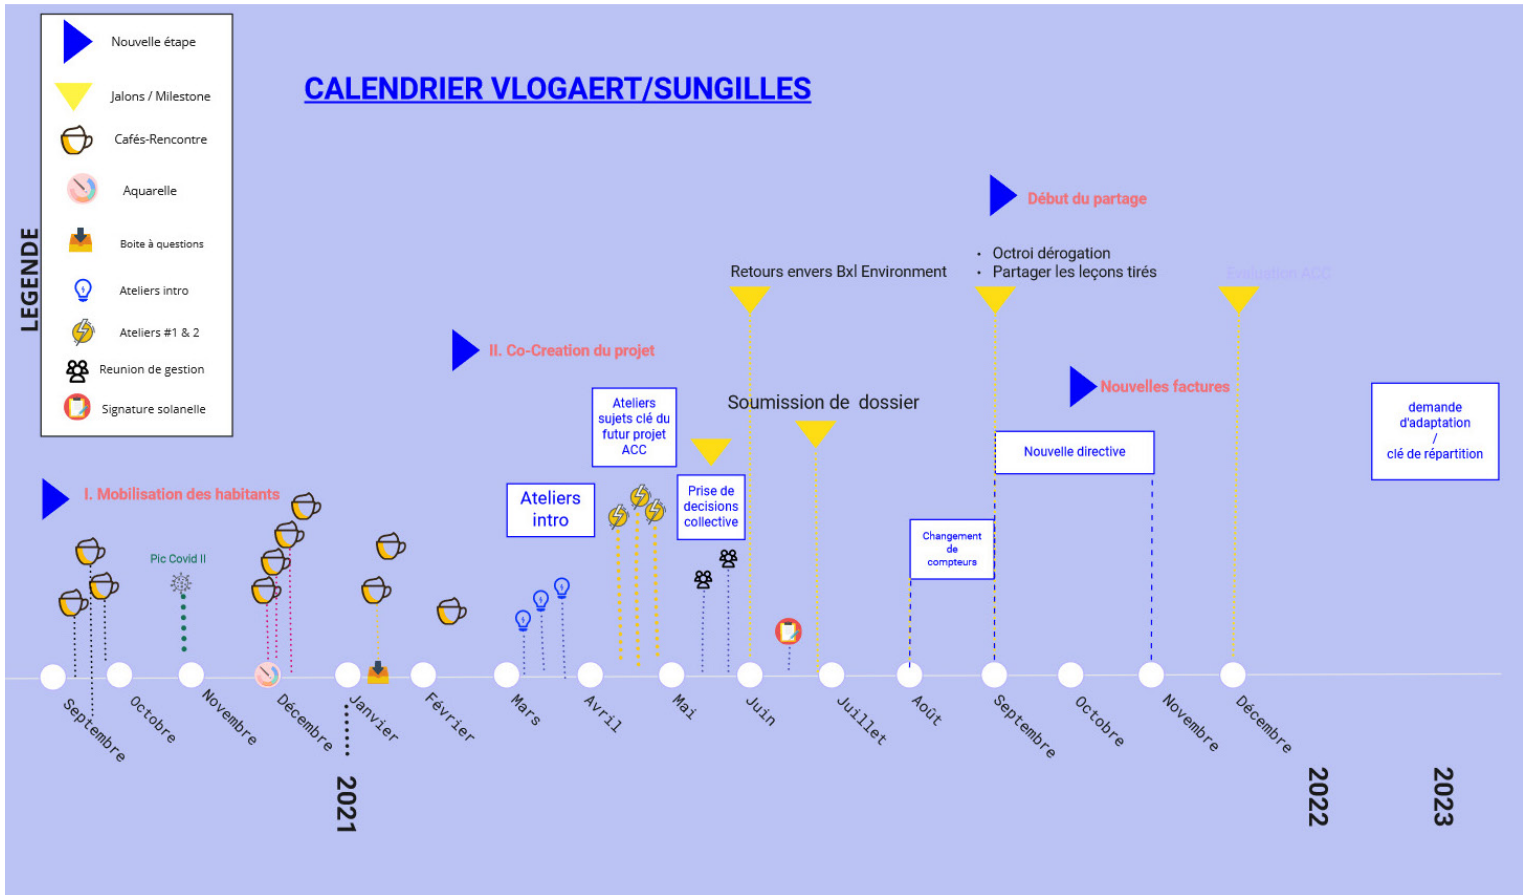 Nouvelle étape
Jalons / Milestone
Cafés-Rencontre
Aquarelle
Boite à questions
Ateliers intro
Ateliers #1 & 2
Reunion de gestion
Signature solanelle
LEGENDE
CALENDRIER VLOGAERT/SUNGILLES
Début du partage
• Octroi dérogation
• Partager les leçons tirés
Retours envers Bxl Environment
Evaluation ACC
II. Co-Creation du projet
Nouvelles factures
Ateliers
sujets clé du
futur projet
ACC
Soumission de dossier
demande
d'adaptation
/
clé de répartition
Nouvelle directive
I. Mobilisation des habitants
Ateliers
intro
Prise de
decisions
collective
Changement
de
compteurs
Pic Covid II
Septembre
Octobre
Novembre
Décembre
Janvier
Février
Mars
Avril
Mai
Juin
Juillet
Août
Septembre
Octobre
Novembre
Décembre
2021
2022
2023